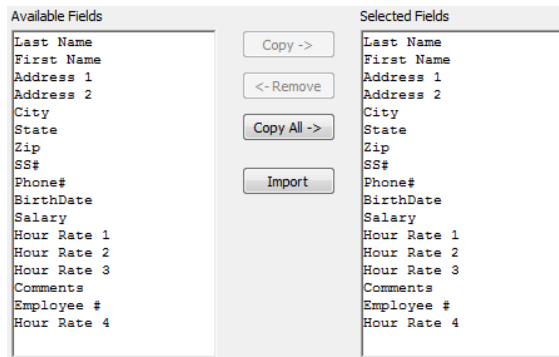 Available Fields
Last Name
First Name
Address 1
Address 2
City
State
Zip
SS#
Phone#
BirthDate
Salary
Hour Rate 1
Hour Rate 2
Hour Rate 3
Comments
Employee #
Hour Rate 4
Copy ->
<- Remove
Copy All ->
Import
Selected Fields
Last Name
First Name
Address 1
Address 2
City
State
Zip
SS#
Phone#
BirthDate
Salary
Hour Rate 1
Hour Rate 2
Hour Rate 3
Comments
Employee #
Hour Rate 4